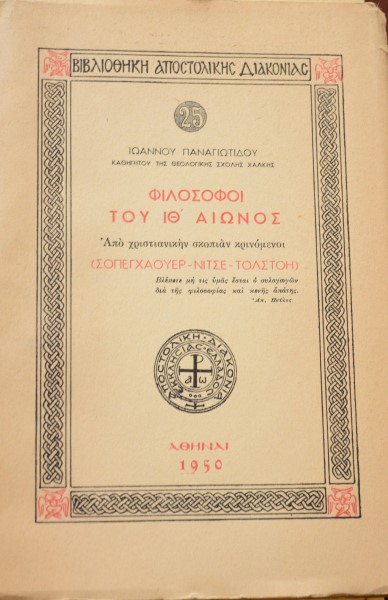 ΒΙΒΛΙΟΘΗΚΗ ΑΠΟΣΤΟΛΙΚΗΣ ΔΙΑΚΟΝΙΑΣ
25
ΙΩΑΝΝΟΥ ΠΑΝΑΓΙΩΤΙΔΟΥ
ΚΑΘΗΓΗΤΟΥ ΤΗΣ ΘΕΟΛΟΓΙΚΗΣ ΣΧΟΛΗΣ ΧΑΛΚΗΣ
ΦΙΛΟΣΟΦΟΙ
ΤΟΥ ΙΘ´ ΑΙΩΝΟΣ
Ἀπὸ χριστιανικὴν σκοπιὰν κρινόμενοι
(ΣΟΠΕΓΧΑΟΥΕΡ - ΝΙΤΣΕ - ΤΟΛΣΤΟΗ)
Βλέπετε μή τις ὑμᾶς ἔσται ὁ συλαγωγῶν
διὰ τῆς φιλοσοφίας καὶ κενῆς ἀπάτης.
Ἀπ. Παῦλος
ΑΠΟΣΤΟΛΙΚΗ·ΔΙΑΚΟΝΙΑ
ΕΚΚΛΗΣΙΑΣ·ΕΛΛΑΔΟΣ
α ω
ΑΘΗΝΑΙ
1950